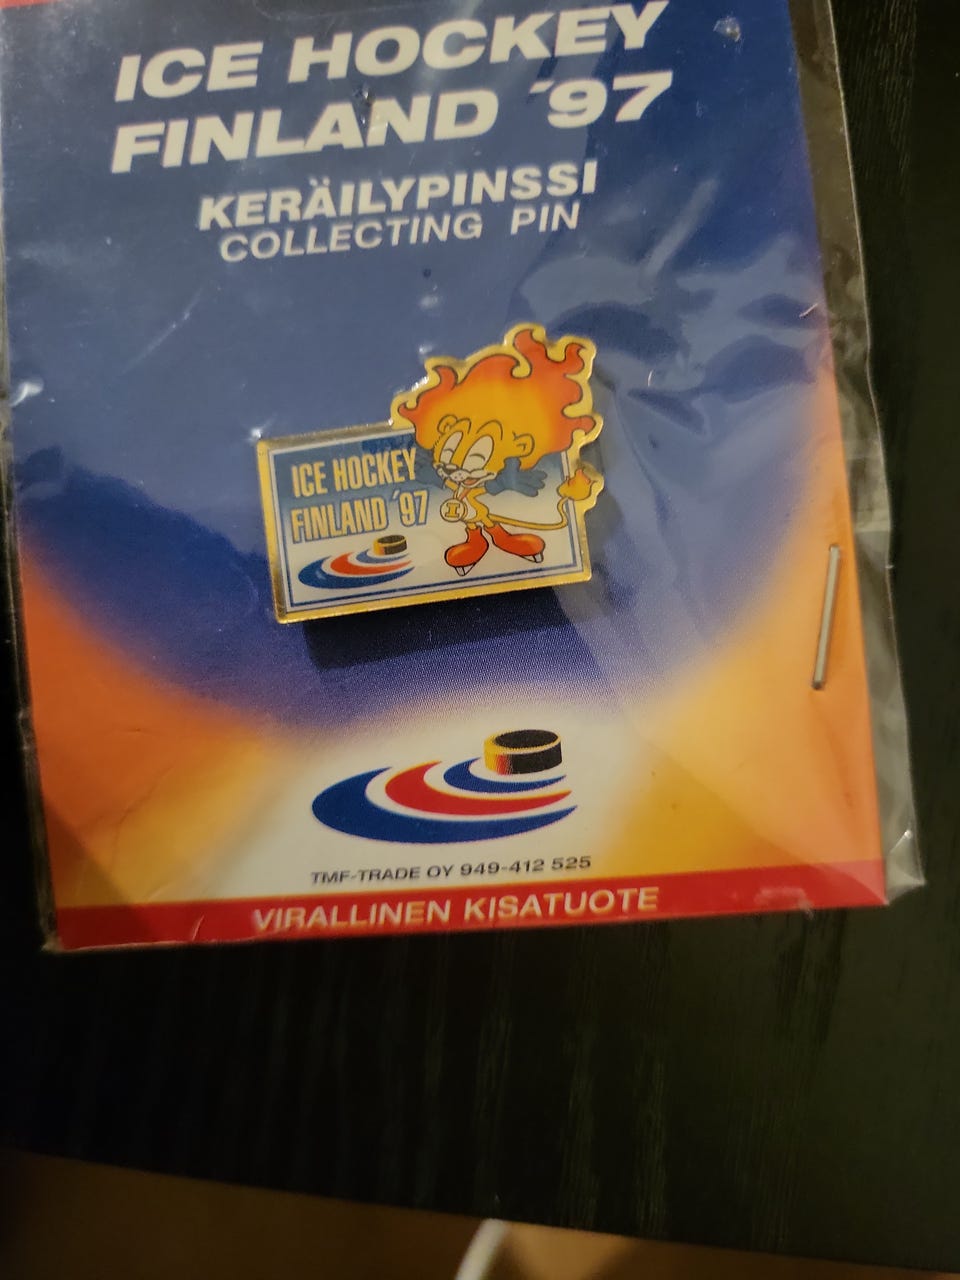 ICE HOCKEY
FINLAND ´97
KERÄILYPINSSI
COLLECTING PIN
ICE HOCKEY
FINLAND ´97
I
TMF-TRADE OY 949-412 525
VIRALLINEN KISATUOTE